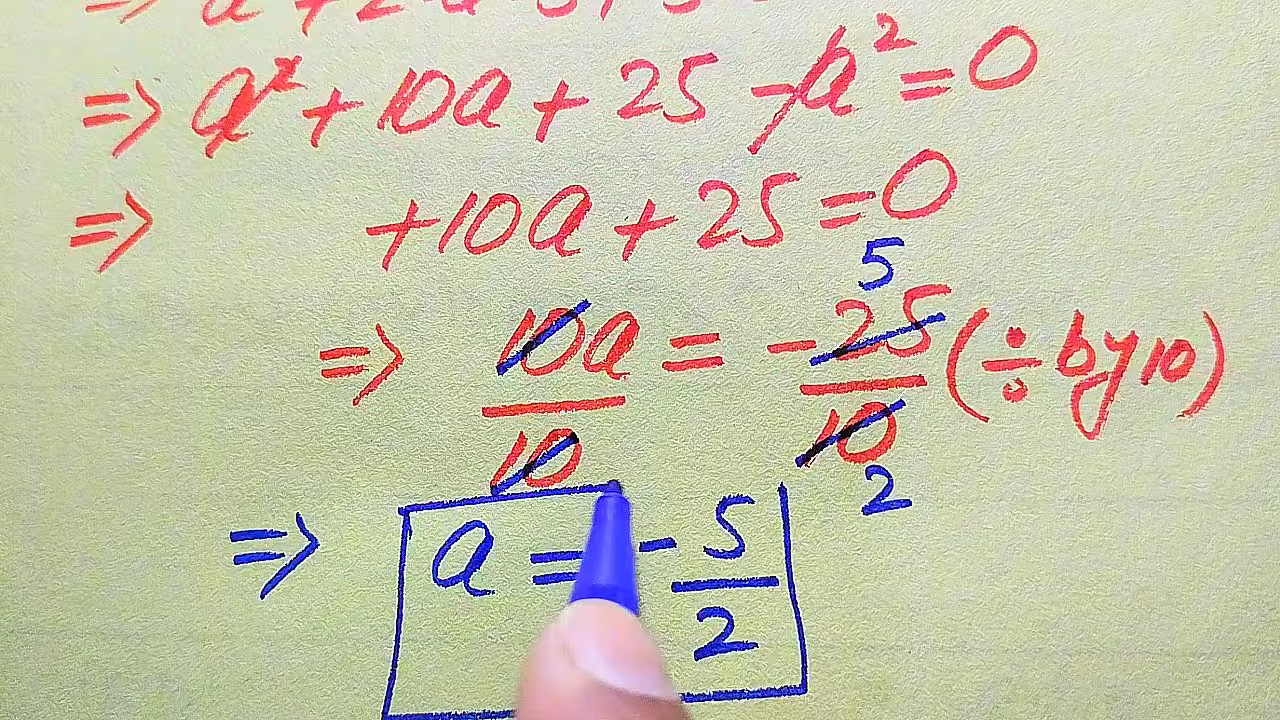 => a² + 10a + 25 - a² = 0
=> +10a + 25 = 0
5
=> 10a/10 = -25/10 (÷ by 10)
2
=> a = -5/2